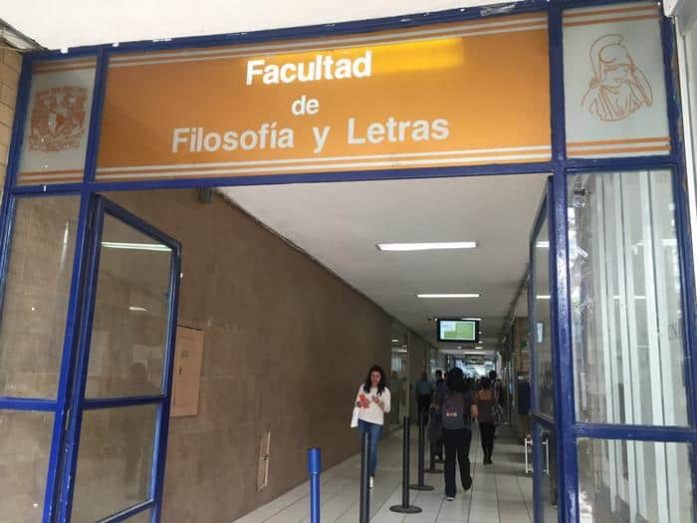 Facultad
de
Filosofía y Letras